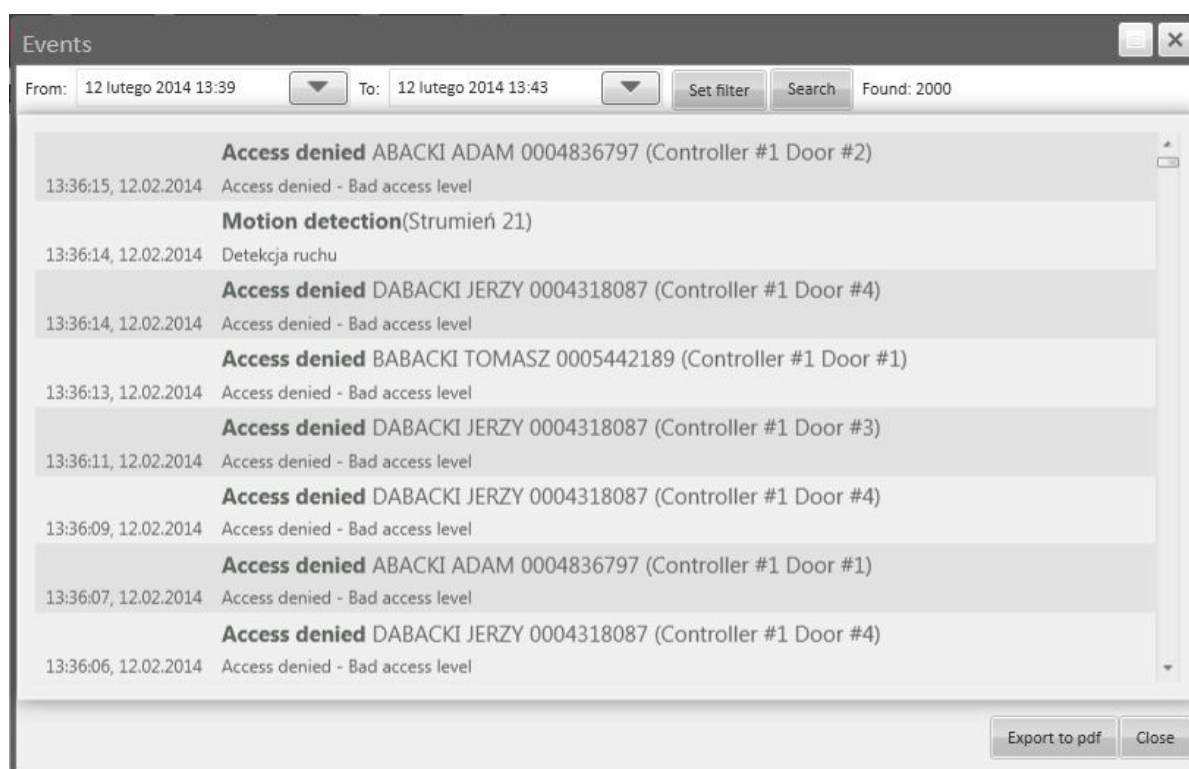 Events
From: 12 lutego 2014 13:39 To: 12 lutego 2014 13:43 Set filter Search Found: 2000
Access denied ABACKI ADAM 0004836797 (Controller #1 Door #2)
13:36:15, 12.02.2014 Access denied - Bad access level
Motion detection(Strumień 21)
13:36:14, 12.02.2014 Detekcja ruchu
Access denied DABACKI JERZY 0004318087 (Controller #1 Door #4)
13:36:14, 12.02.2014 Access denied - Bad access level
Access denied BABACKI TOMASZ 0005442189 (Controller #1 Door #1)
13:36:13, 12.02.2014 Access denied - Bad access level
Access denied DABACKI JERZY 0004318087 (Controller #1 Door #3)
13:36:11, 12.02.2014 Access denied - Bad access level
Access denied DABACKI JERZY 0004318087 (Controller #1 Door #4)
13:36:09, 12.02.2014 Access denied - Bad access level
Access denied ABACKI ADAM 0004836797 (Controller #1 Door #1)
13:36:07, 12.02.2014 Access denied - Bad access level
Access denied DABACKI JERZY 0004318087 (Controller #1 Door #4)
13:36:06, 12.02.2014 Access denied - Bad access level
Export to pdf Close